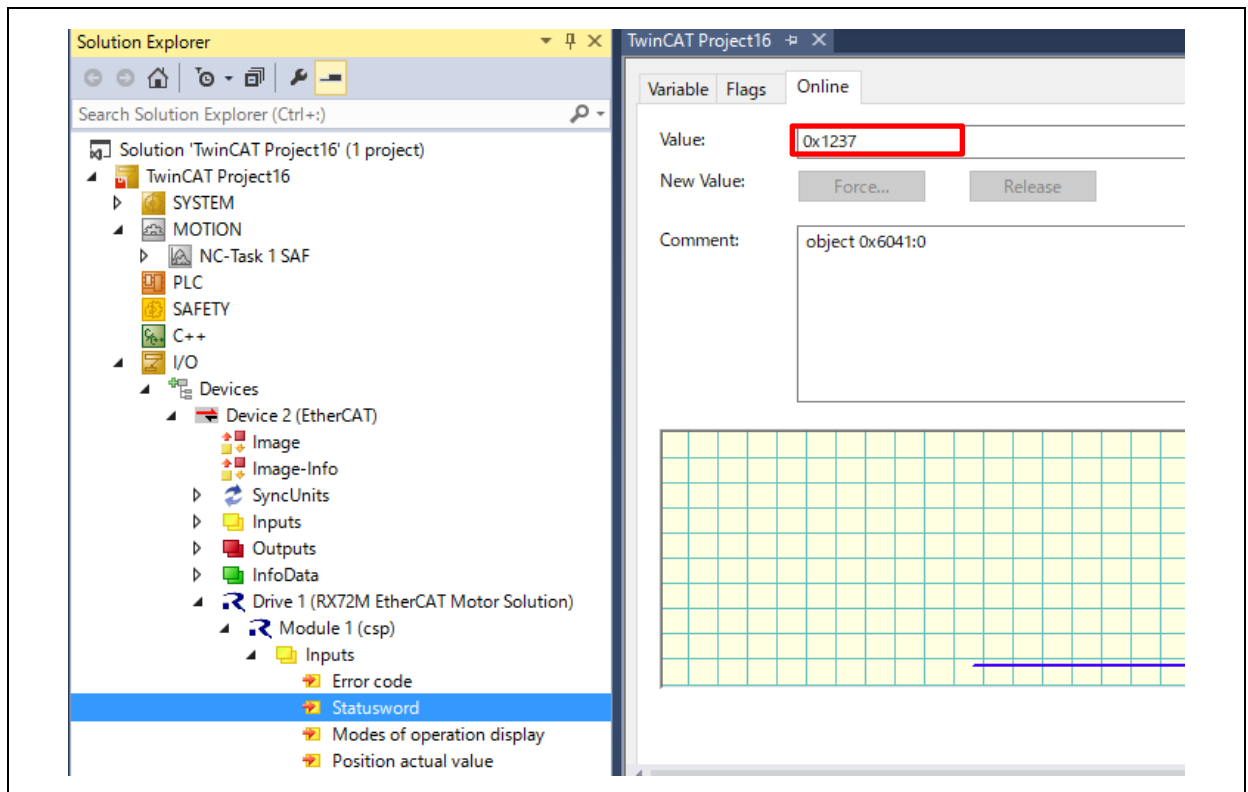 Solution Explorer
Search Solution Explorer (Ctrl+:)
Solution 'TwinCAT Project16' (1 project)
TwinCAT Project16
SYSTEM
MOTION
NC-Task 1 SAF
PLC
SAFETY
C++
I/O
Devices
Device 2 (EtherCAT)
Image
Image-Info
SyncUnits
Inputs
Outputs
InfoData
Drive 1 (RX72M EtherCAT Motor Solution)
Module 1 (csp)
Inputs
Error code
Statusword
Modes of operation display
Position actual value
TwinCAT Project16
Variable Flags Online
Value: 0x1237
New Value: Force... Release
Comment: object 0x6041:0